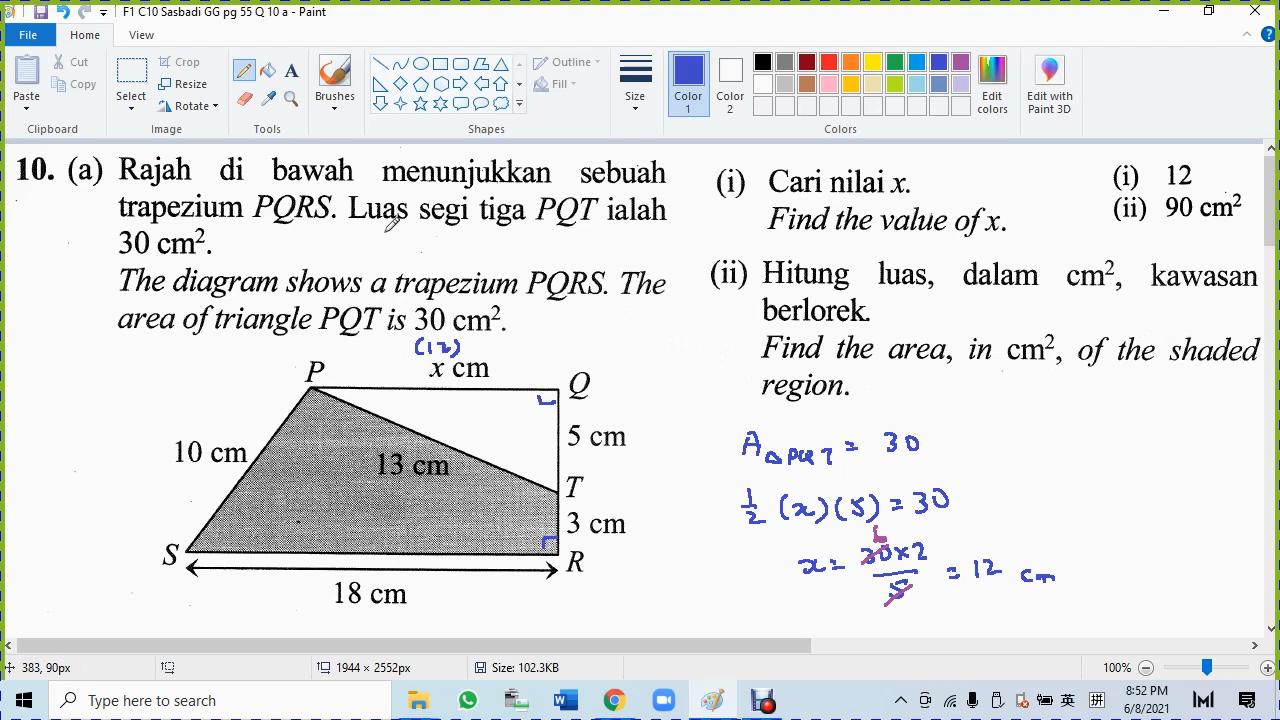 F1 C10 Sasbadi GG pg 55 Q 10 a - Paint
File Home View
Paste Cut Copy Clipboard
Select Crop Resize Rotate Image
Tools
Brushes
Outline Fill Shapes
Size
Color 1 Color 2 Edit colors Edit with Paint 3D Colors
10. (a) Rajah di bawah menunjukkan sebuah
trapezium PQRS. Luas segi tiga PQT ialah
30 cm².
The diagram shows a trapezium PQRS. The
area of triangle PQT is 30 cm².
(12)
x cm
P
Q
5 cm
10 cm
13 cm
T
3 cm
S
R
18 cm
(i) Cari nilai x.
Find the value of x.
(i) 12
(ii) 90 cm²
(ii) Hitung luas, dalam cm², kawasan
berlorek.
Find the area, in cm², of the shaded
region.
A△PQT = 30
1/2 (x)(5) = 30
6
x = 30×2/5 = 12 cm
383, 90px 1944 × 2552px Size: 102.3KB 100%
Type here to search
英 拼 8:52 PM
6/8/2021